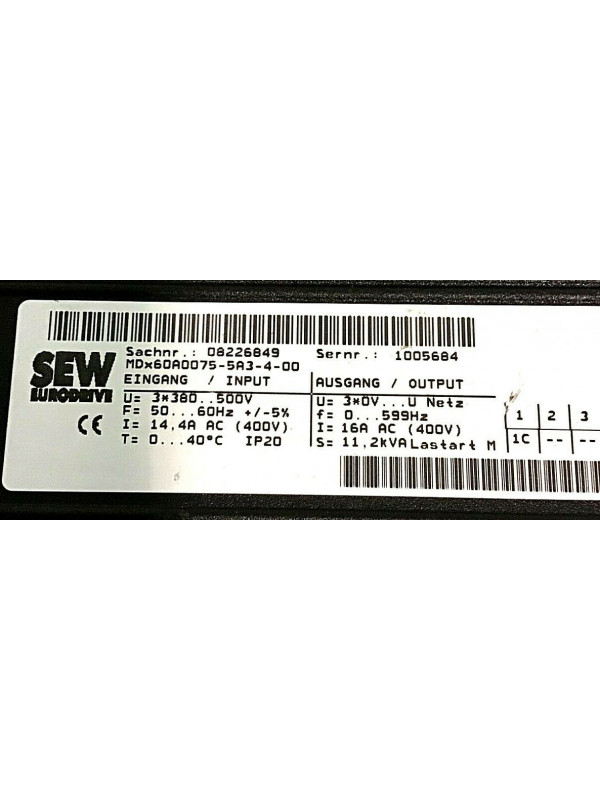 SEW
EURODRIVE
CE
Sachnr.: 08226849 Sernr.: 1005684
MDx60A0075-5A3-4-00
EINGANG / INPUT
U= 3*380..500V
F= 50...60Hz +/-5%
I= 14,4A AC (400V)
T= 0...40°C IP20
AUSGANG / OUTPUT
U= 3*0V...U Netz
f= 0...599Hz
I= 16A AC (400V)
S= 11,2kVA Lastart M
1 2 3
1C -- --